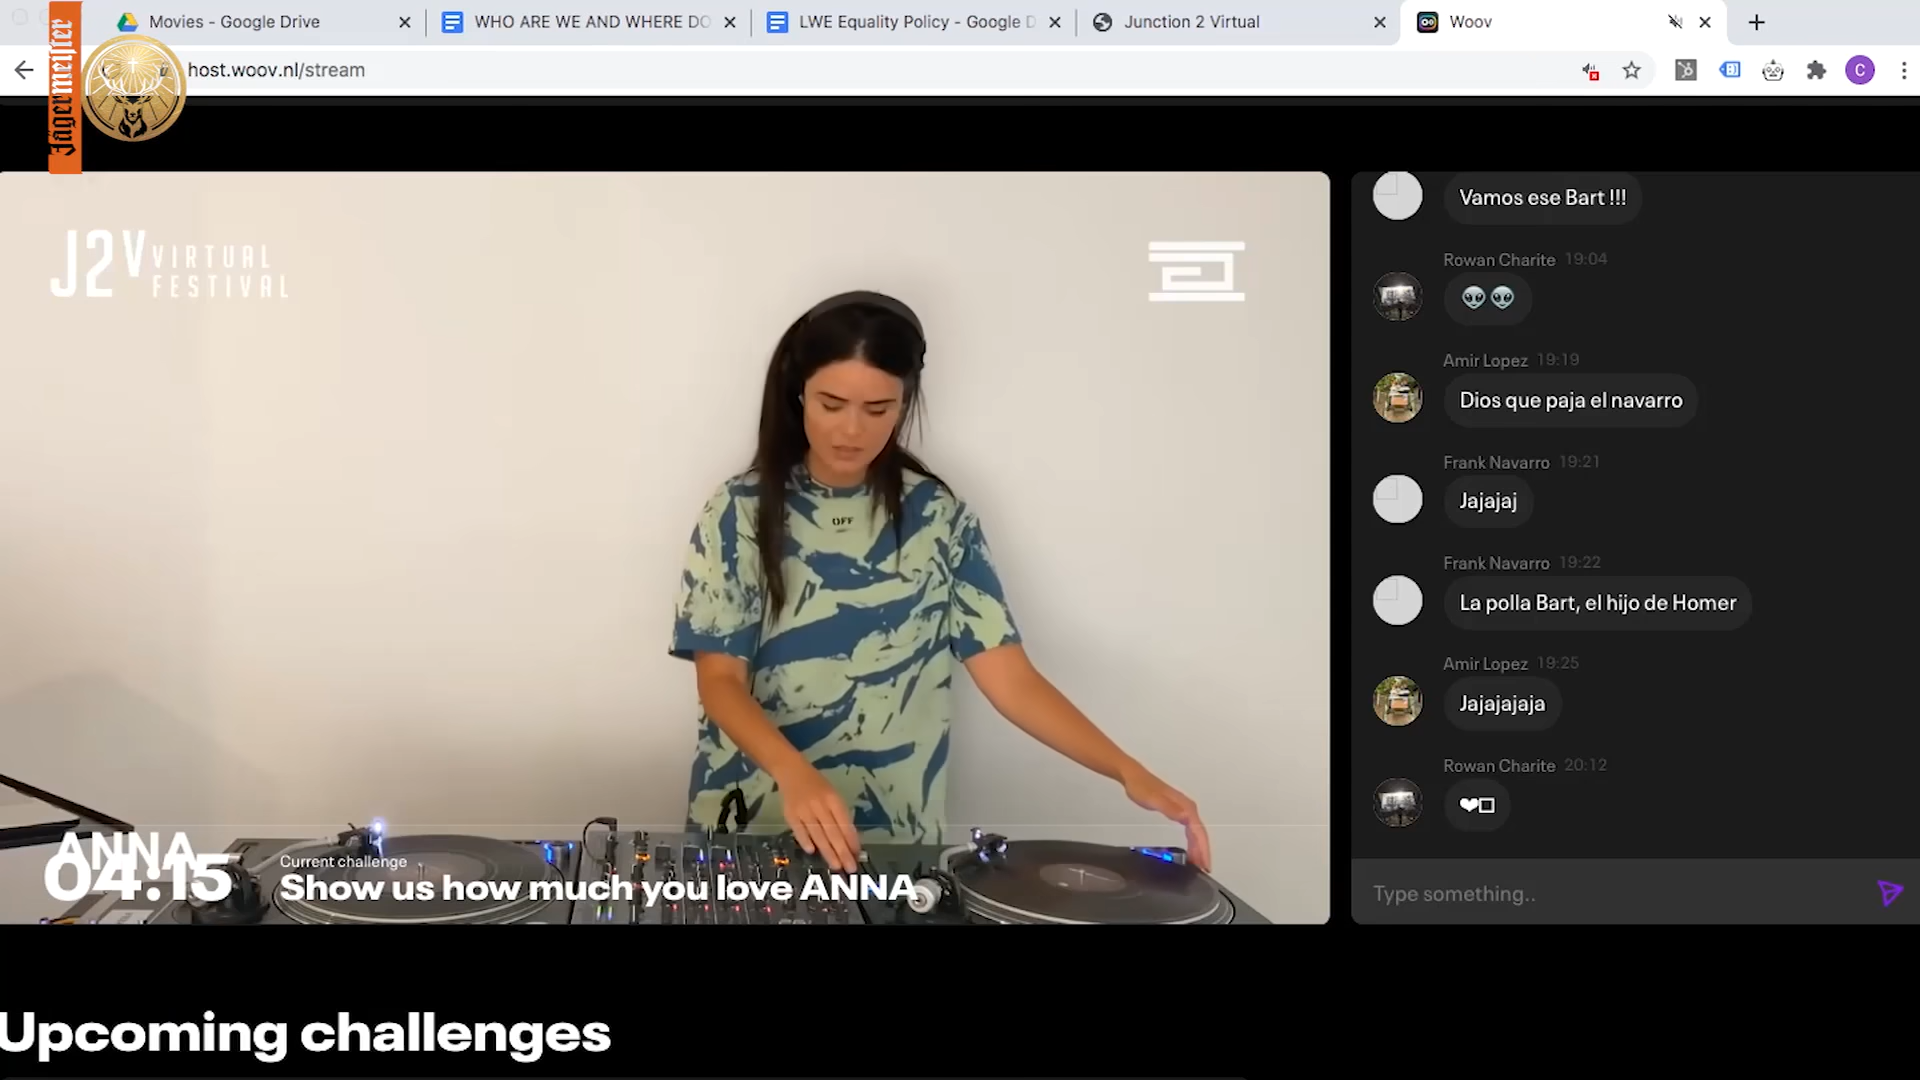 Movies - Google Drive
WHO ARE WE AND WHERE DO
LWE Equality Policy - Google D
Junction 2 Virtual
Woov
host.woov.nl/stream
C
Jägermeister
J2V VIRTUAL
FESTIVAL
OFF
ANNA
04:15
Current challenge
Show us how much you love ANNA
Vamos ese Bart !!!
Rowan Charite 19:04
👽👽
Amir Lopez 19:19
Dios que paja el navarro
Frank Navarro 19:21
Jajajaj
Frank Navarro 19:22
La polla Bart, el hijo de Homer
Amir Lopez 19:25
Jajajajaja
Rowan Charite 20:12
❤□
Type something..
Upcoming challenges